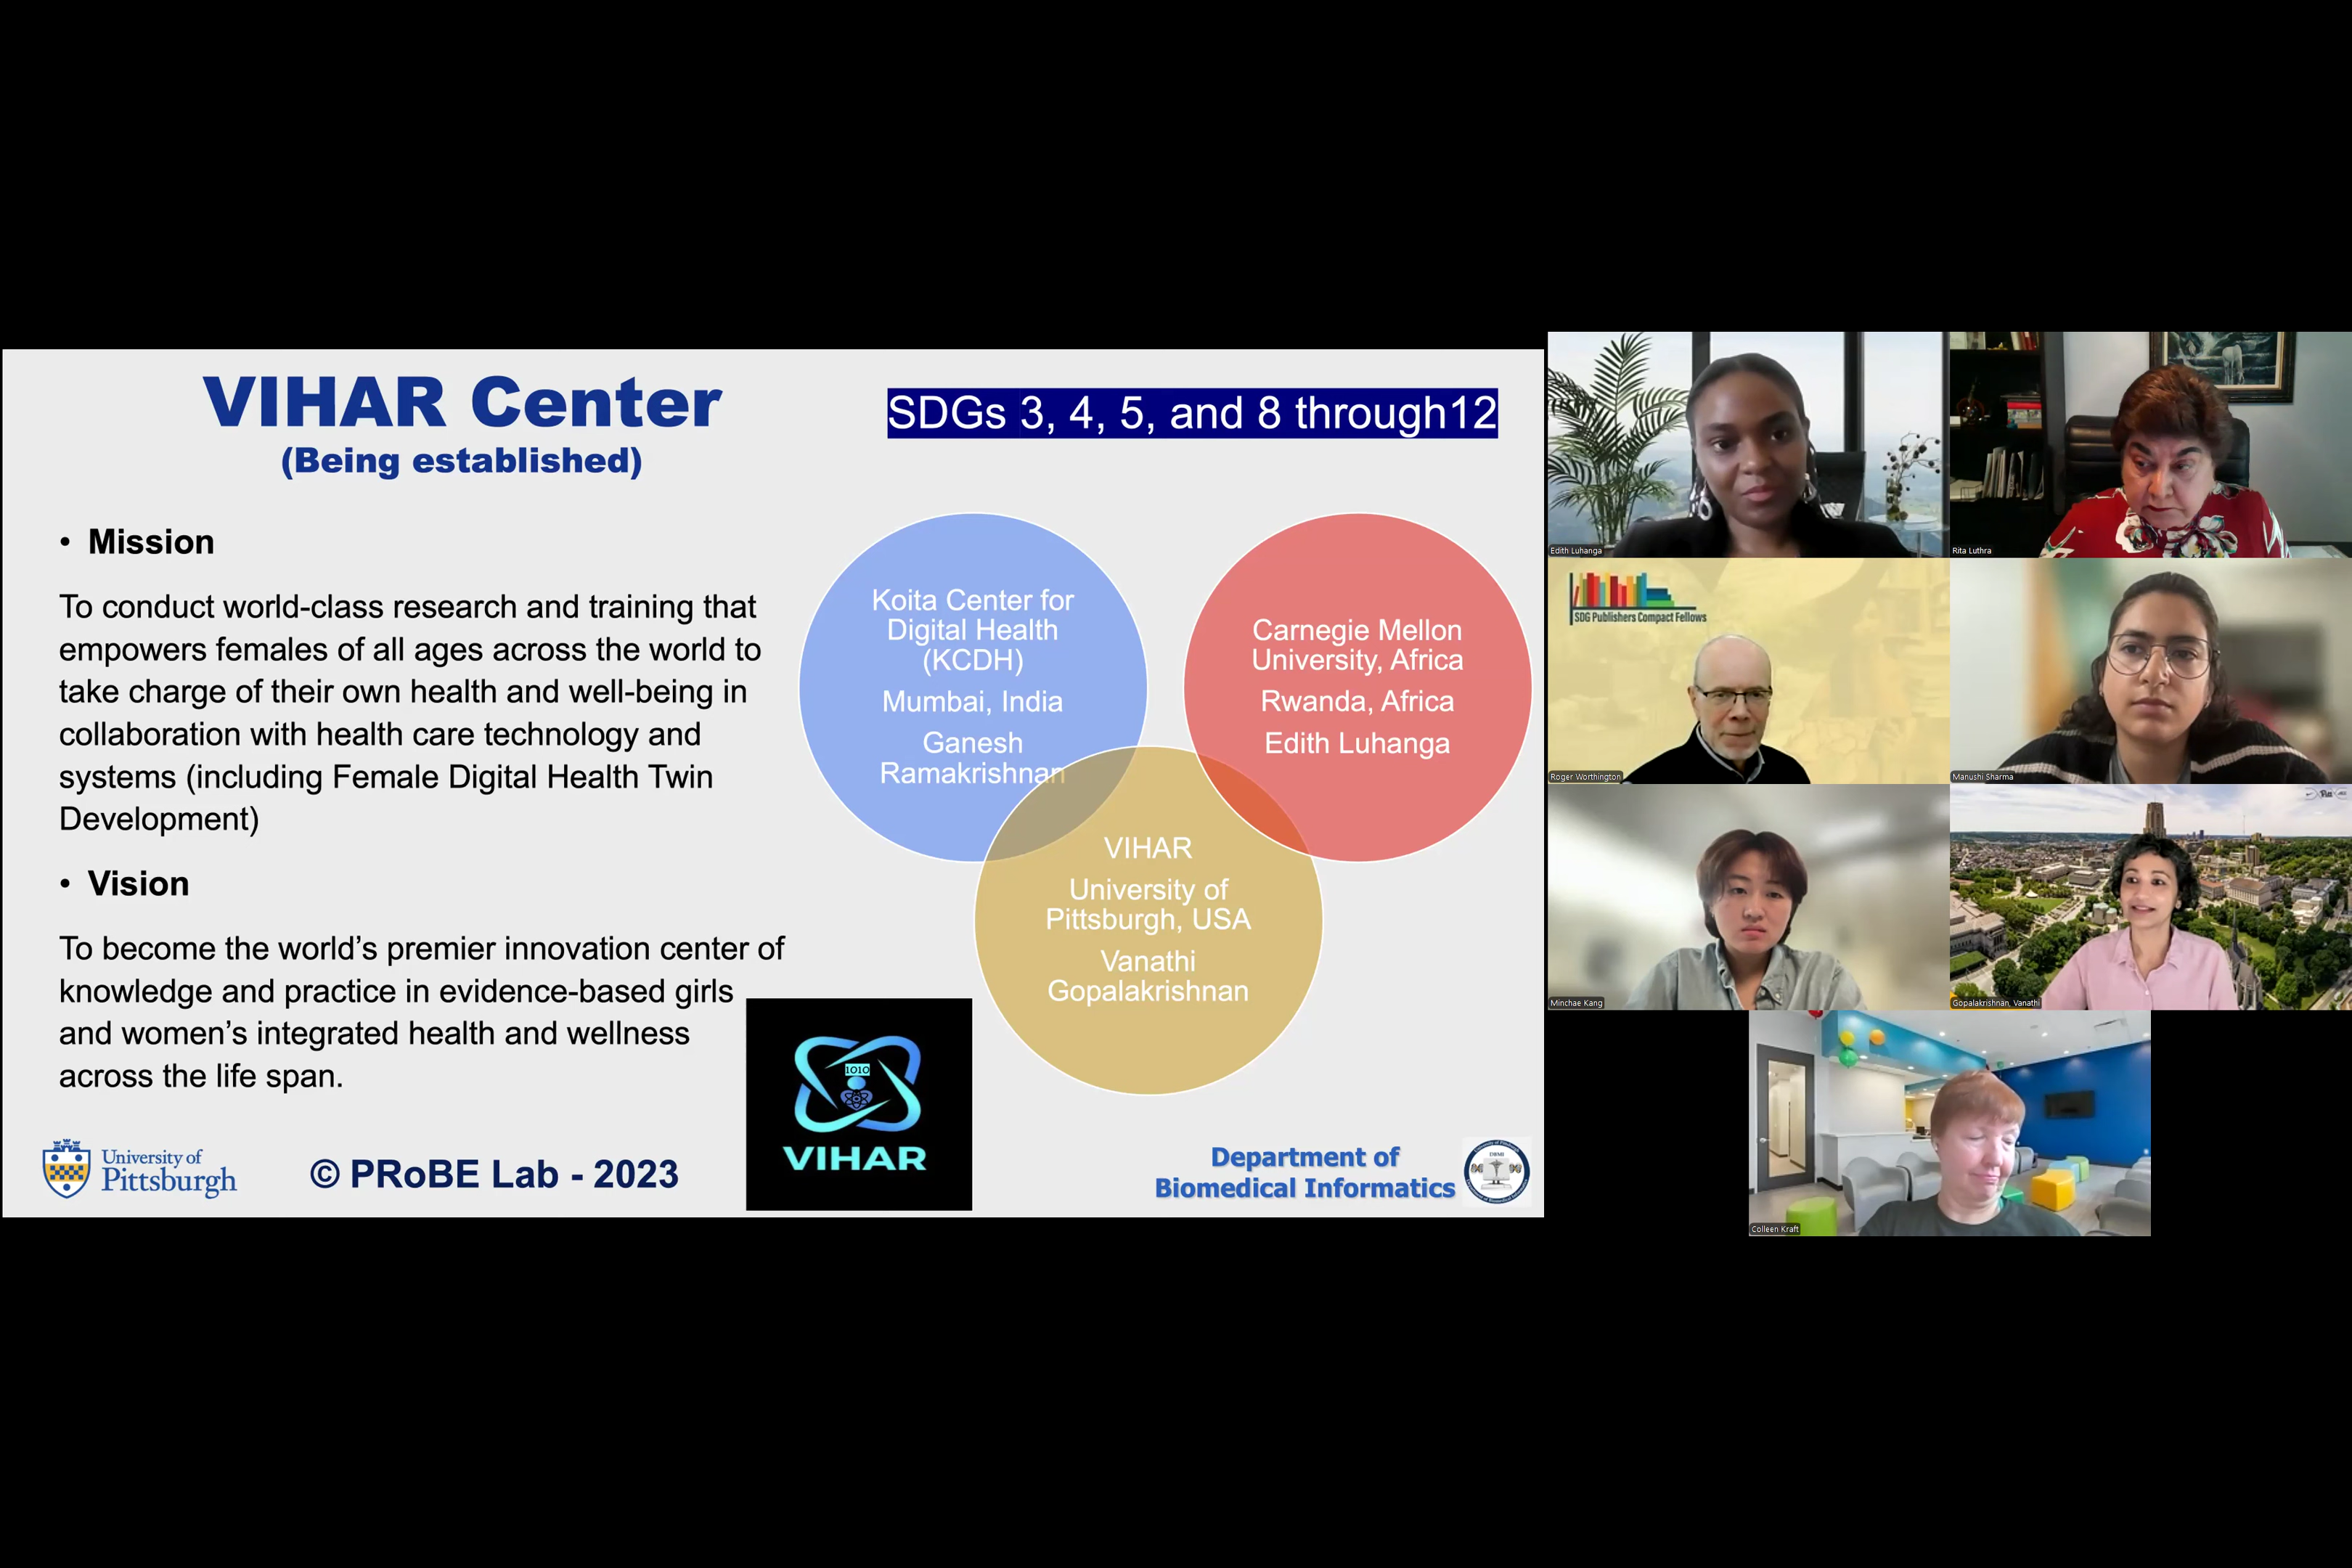 VIHAR Center
(Being established)
SDGs 3, 4, 5, and 8 through12
• Mission
To conduct world-class research and training that
empowers females of all ages across the world to
take charge of their own health and well-being in
collaboration with health care technology and
systems (including Female Digital Health Twin
Development)
• Vision
To become the world's premier innovation center of
knowledge and practice in evidence-based girls
and women's integrated health and wellness
across the life span.
Koita Center for
Digital Health
(KCDH)
Mumbai, India
Ganesh
Ramakrishnan
Carnegie Mellon
University, Africa
Rwanda, Africa
Edith Luhanga
VIHAR
University of
Pittsburgh, USA
Vanathi
Gopalakrishnan
University of
Pittsburgh
© PRoBE Lab - 2023
1010
VIHAR
Department of
Biomedical Informatics
Edith Luhanga
Rita Luthra
SDG Publishers Compact Fellows
Roger Worthington
Manushi Sharma
Minchae Kang
Pitt
Gopalakrishnan, Vanathi
Colleen Kraft